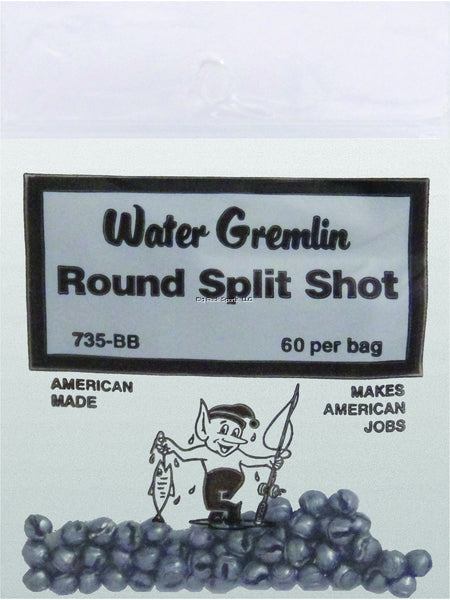 Water Gremlin
Round Split Shot
735-BB
60 per bag
AMERICAN
MADE
MAKES
AMERICAN
JOBS